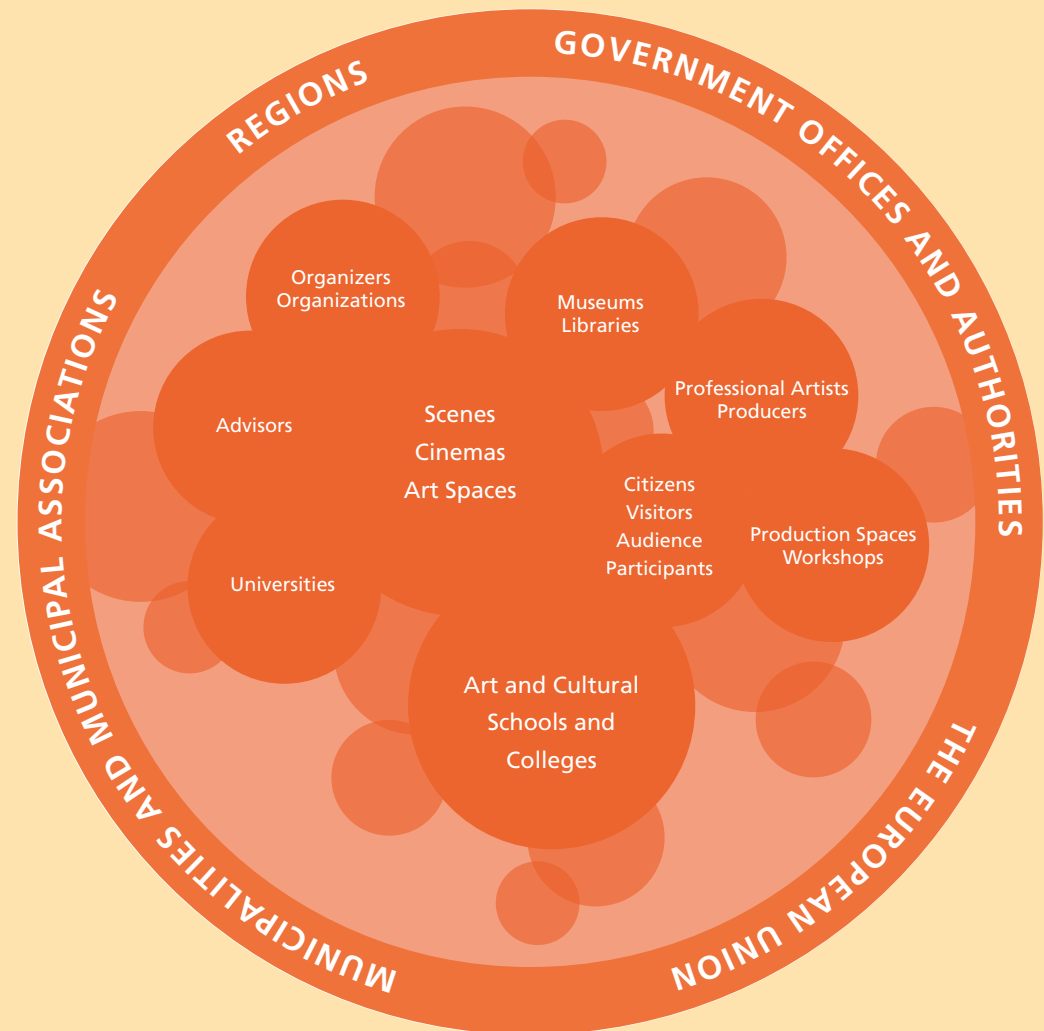 REGIONS
GOVERNMENT OFFICES AND AUTHORITIES
THE EUROPEAN UNION
MUNICIPALITIES AND MUNICIPAL ASSOCIATIONS
Organizers
Organizations
Museums
Libraries
Professional Artists
Producers
Advisors
Scenes
Cinemas
Art Spaces
Citizens
Visitors
Audience
Participants
Production Spaces
Workshops
Universities
Art and Cultural
Schools and
Colleges